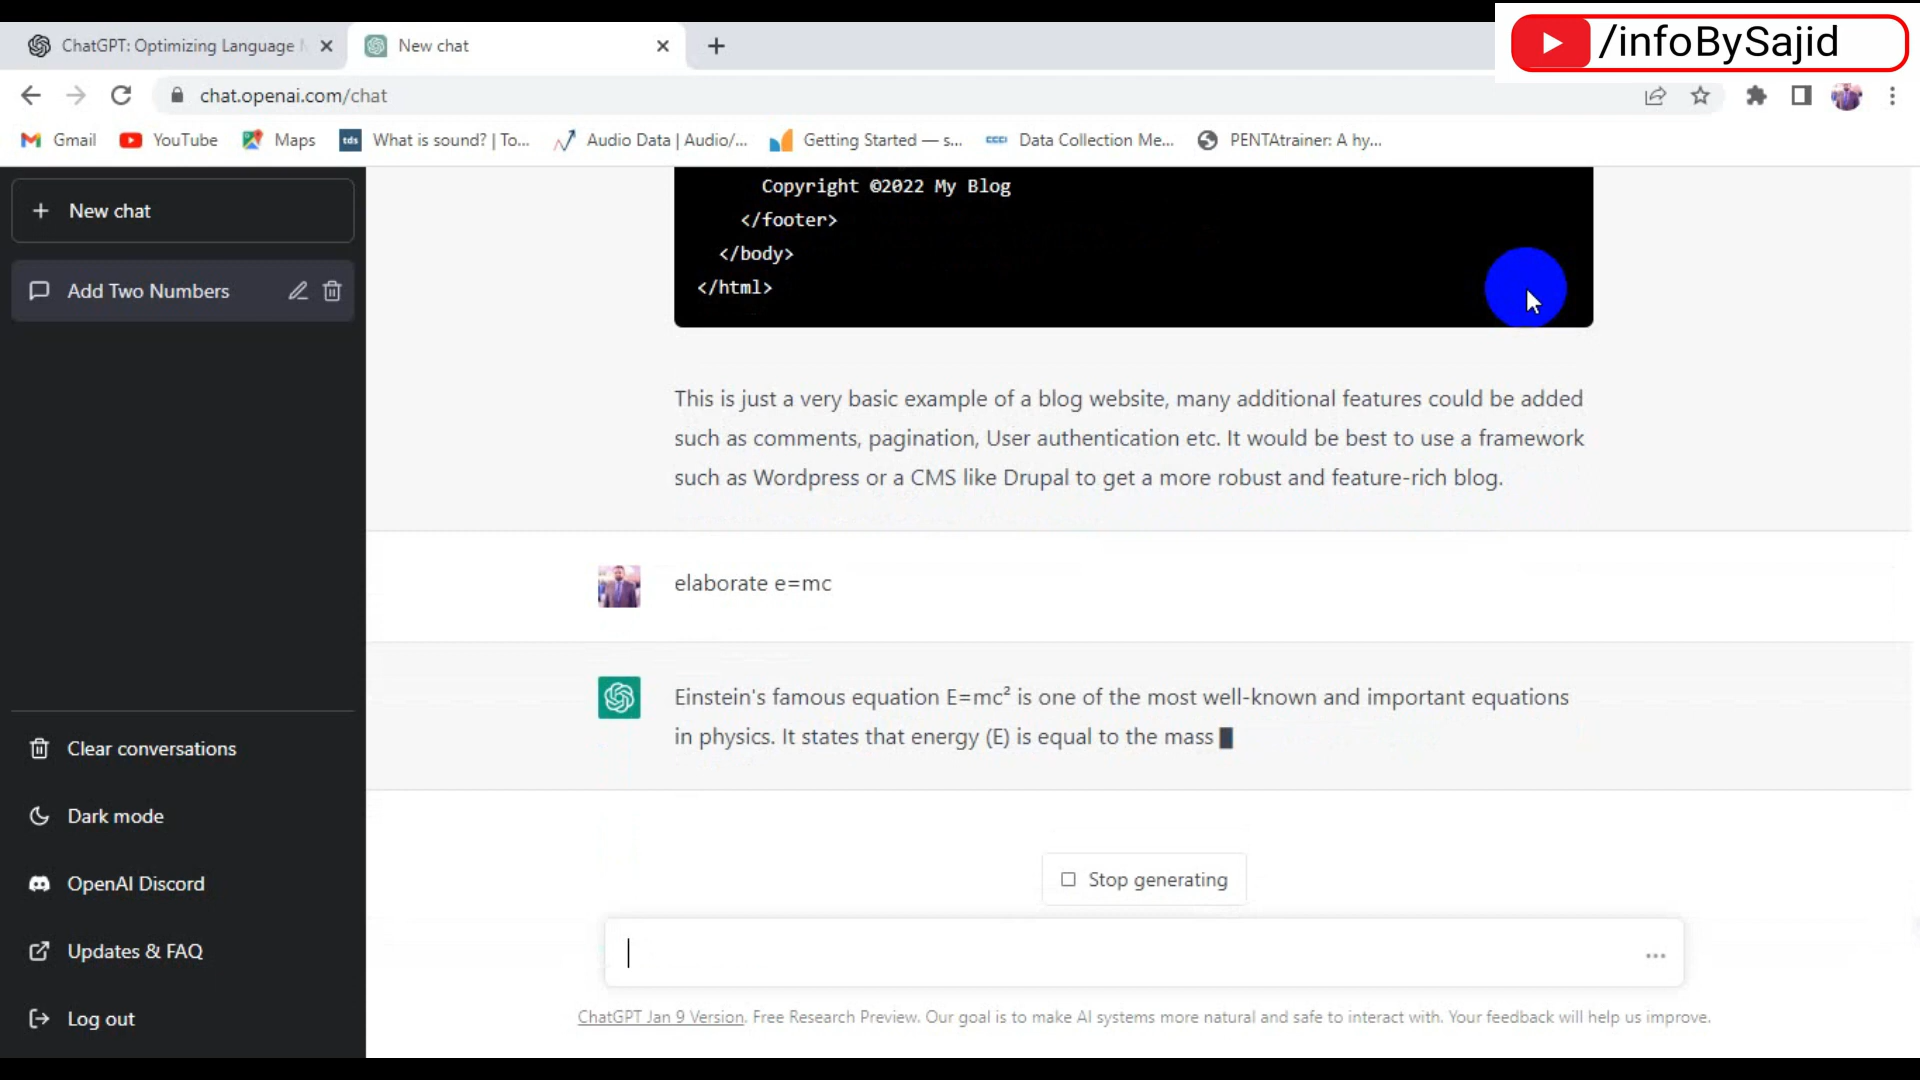 /infoBySajid
ChatGPT: Optimizing Language
New chat
chat.openai.com/chat
Gmail
YouTube
Maps
tds
What is sound? | To...
Audio Data | Audio/...
Getting Started — s...
Data Collection Me...
PENTAtrainer: A hy...
New chat
Add Two Numbers
Clear conversations
Dark mode
OpenAI Discord
Updates & FAQ
Log out
Copyright ©2022 My Blog
</footer>
</body>
</html>
This is just a very basic example of a blog website, many additional features could be added
such as comments, pagination, User authentication etc. It would be best to use a framework
such as Wordpress or a CMS like Drupal to get a more robust and feature-rich blog.
elaborate e=mc
Einstein's famous equation E=mc² is one of the most well-known and important equations
in physics. It states that energy (E) is equal to the mass
Stop generating
ChatGPT Jan 9 Version. Free Research Preview. Our goal is to make AI systems more natural and safe to interact with. Your feedback will help us improve.